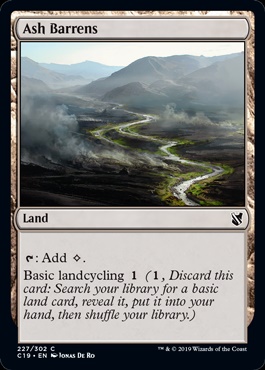 Ash Barrens
Land
: Add .
Basic landcycling 1 (1, Discard this
card: Search your library for a basic
land card, reveal it, put it into your
hand, then shuffle your library.)
227/302 C
C19 • EN Jonas De Ro
™ & © 2019 Wizards of the Coast